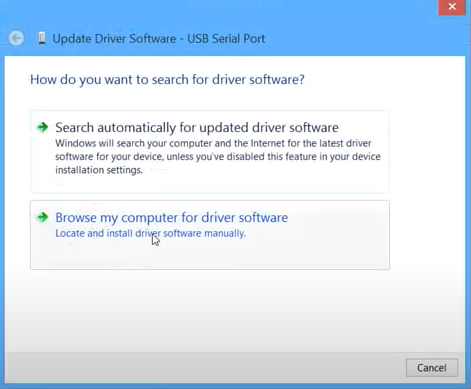 Update Driver Software - USB Serial Port
How do you want to search for driver software?
Search automatically for updated driver software
Windows will search your computer and the Internet for the latest driver
software for your device, unless you've disabled this feature in your device
installation settings.
Browse my computer for driver software
Locate and install driver software manually.
Cancel